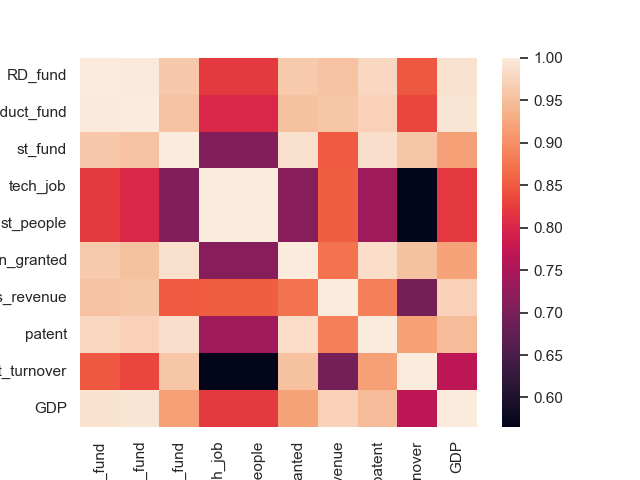 RD_fund
duct_fund
st_fund
tech_job
st_people
n_granted
s_revenue
patent
t_turnover
GDP
_fund
_fund
_fund
h_job
eople
anted
venue
patent
nover
GDP
1.00
0.95
0.90
0.85
0.80
0.75
0.70
0.65
0.60